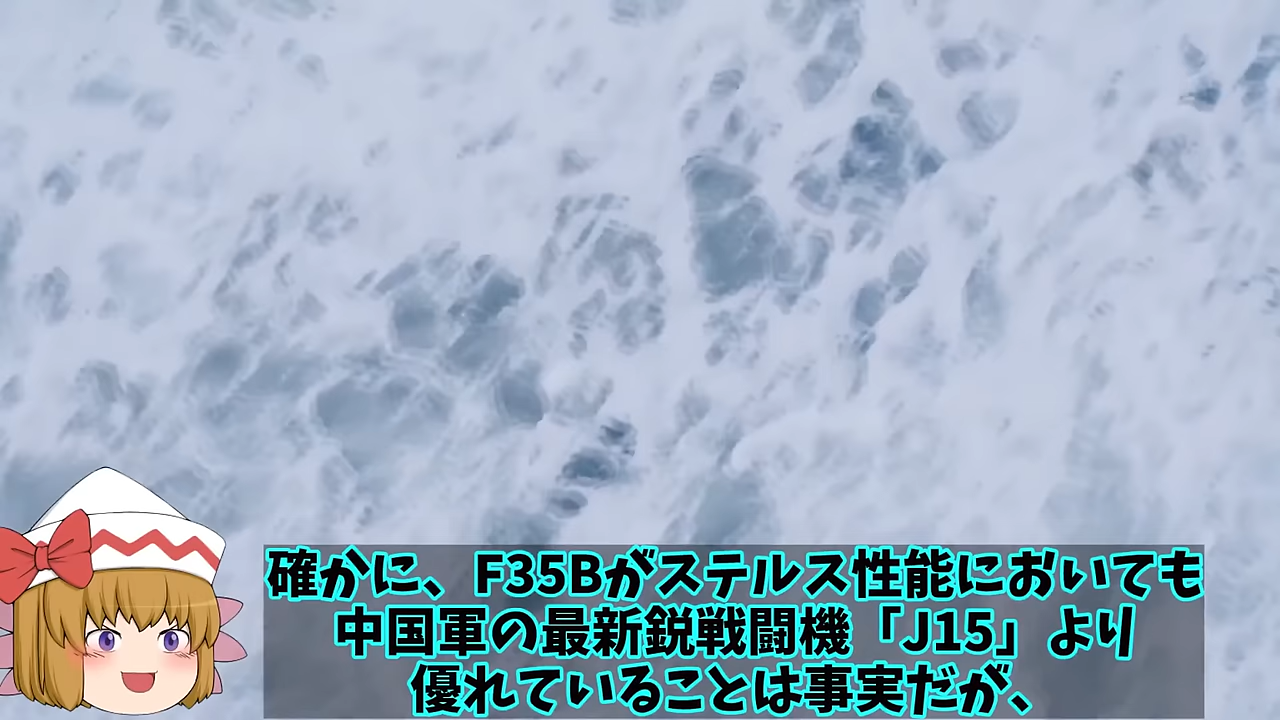 確かに、F35Bがステルス性能においても
中国軍の最新鋭戦闘機「J15」より
優れていることは事実だが、